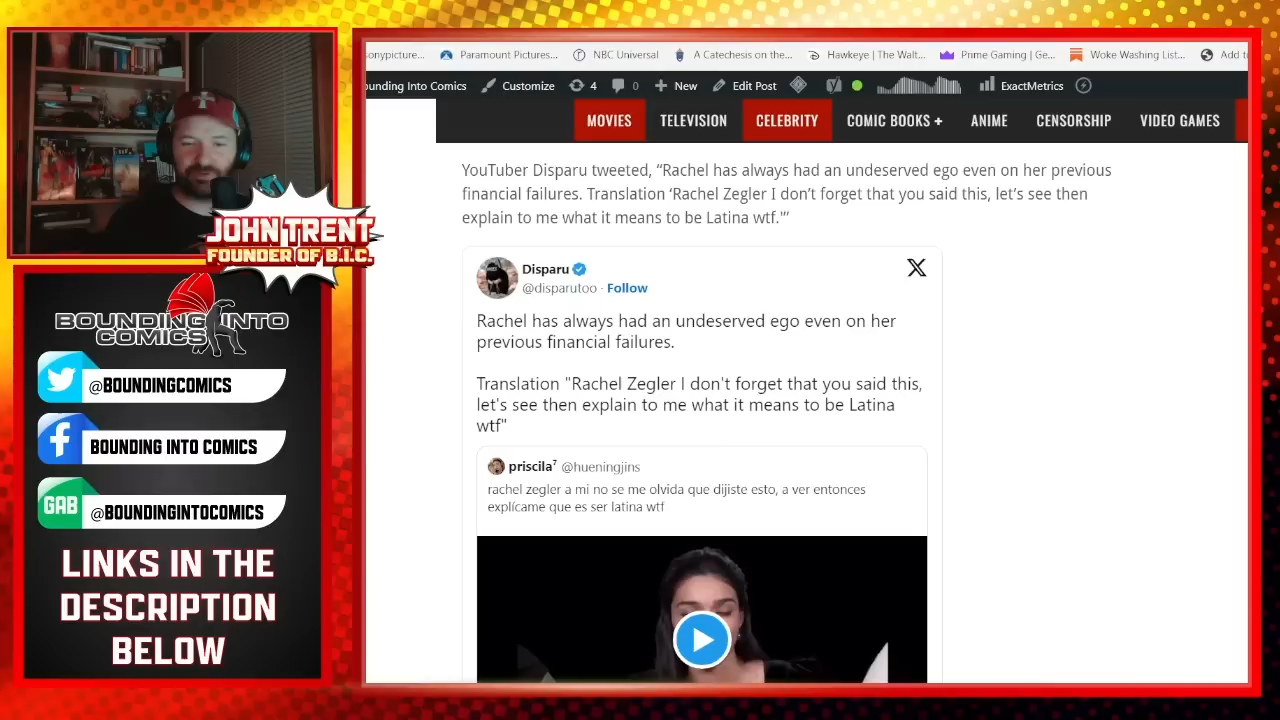 JOHN TRENT
FOUNDER OF B.I.C.
BOUNDING INTO
COMICS
@BOUNDINGCOMICS
BOUNDING INTO COMICS
GAB
@BOUNDINGINTOCOMICS
LINKS IN THE
DESCRIPTION
BELOW
sonypicture... Paramount Pictures... NBC Universal A Catechesis on the... Hawkeye | The Walt... Prime Gaming | Ge... Woke Washing List... Add t
ounding Into Comics Customize 4 0 New Edit Post ExactMetrics
MOVIES TELEVISION CELEBRITY COMIC BOOKS + ANIME CENSORSHIP VIDEO GAMES
YouTuber Disparu tweeted, “Rachel has always had an undeserved ego even on her previous
financial failures. Translation ‘Rachel Zegler I don’t forget that you said this, let’s see then
explain to me what it means to be Latina wtf.'”
Disparu
@disparutoo · Follow
Rachel has always had an undeserved ego even on her
previous financial failures.
Translation "Rachel Zegler I don't forget that you said this,
let's see then explain to me what it means to be Latina
wtf"
priscila⁷ @hueningjins
rachel zegler a mi no se me olvida que dijiste esto, a ver entonces
explícame que es ser latina wtf